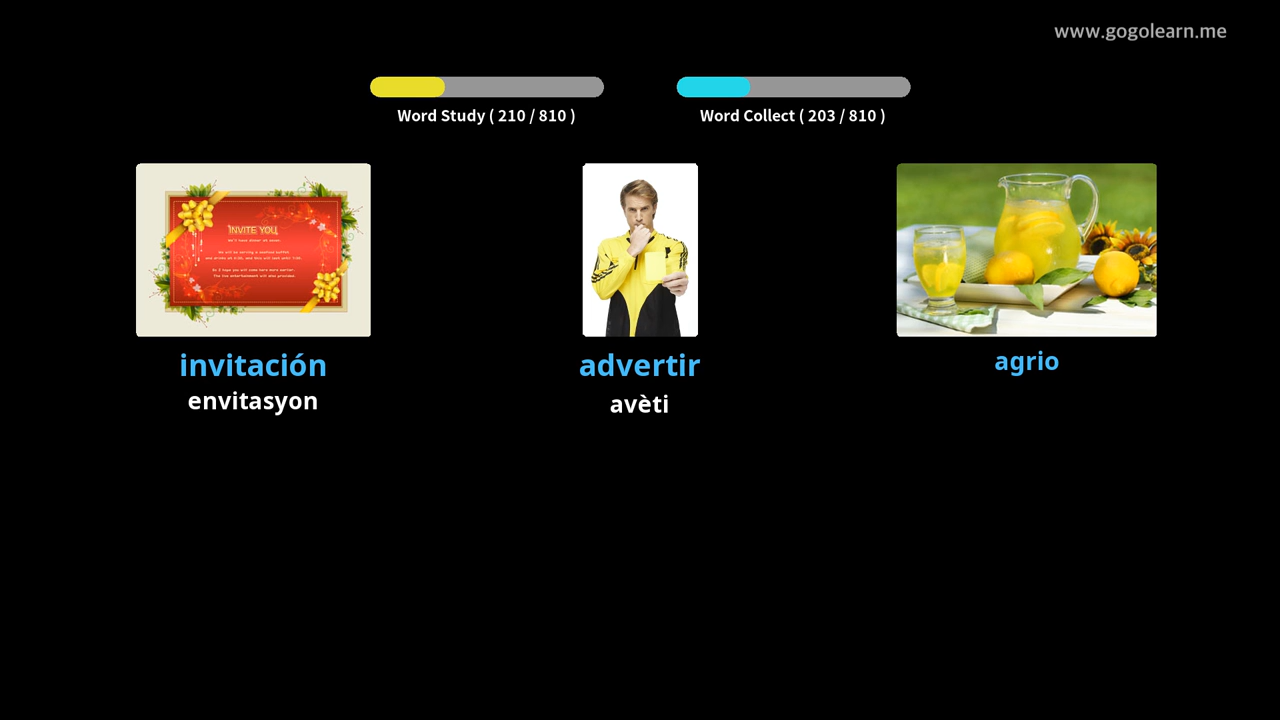 www.gogolearn.me
Word Study ( 210 / 810 )
Word Collect ( 203 / 810 )
INVITE YOU
invitación
advertir
agrio
envitasyon
avèti